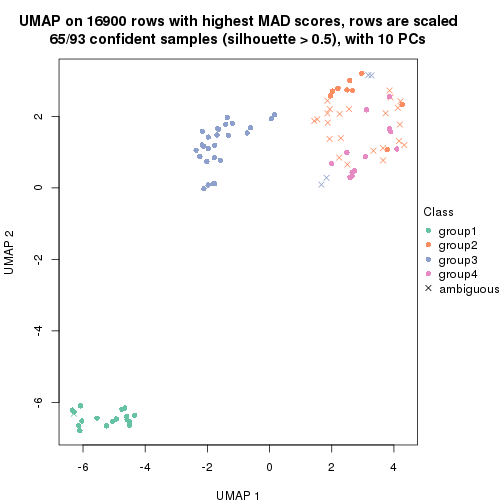 UMAP on 16900 rows with highest MAD scores, rows are scaled
65/93 confident samples (silhouette > 0.5), with 10 PCs
UMAP 2
2
0
-2
-4
-6
-6
-4
-2
0
2
4
UMAP 1
Class
group1
group2
group3
group4
ambiguous